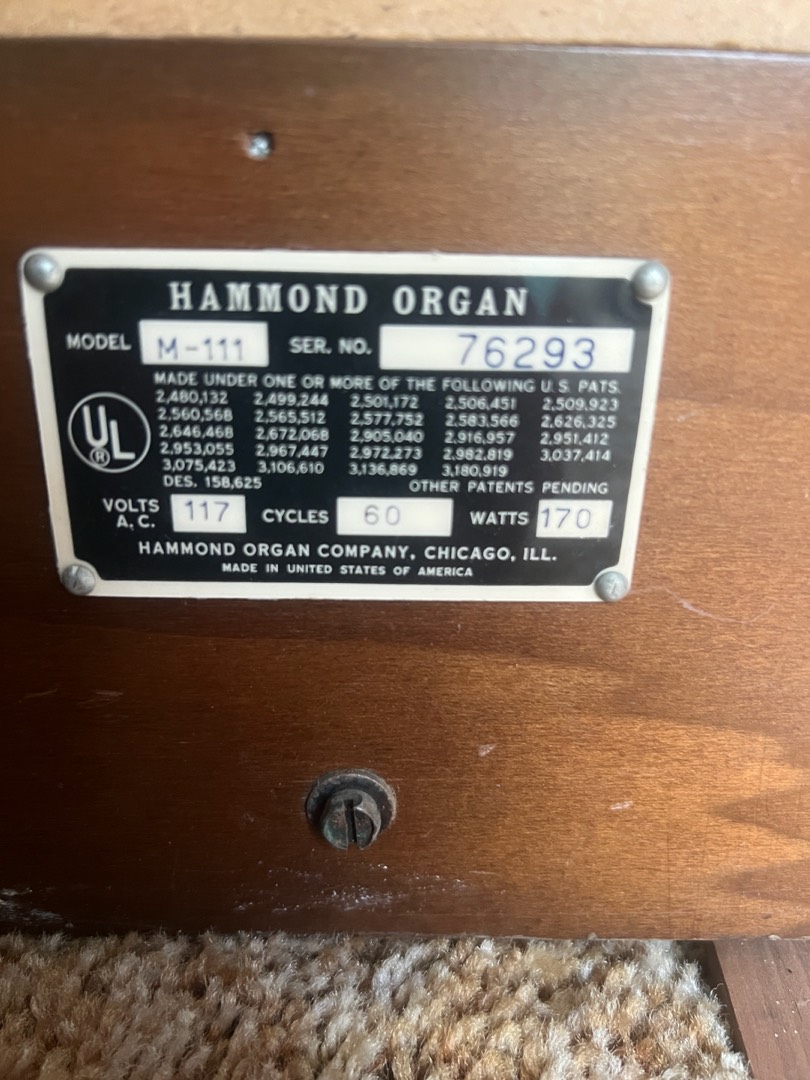 HAMMOND ORGAN
MODEL M-111 SER. NO. 76293
MADE UNDER ONE OR MORE OF THE FOLLOWING U.S. PATS.
2,480,132 2,499,244 2,501,172 2,506,451 2,509,923
2,560,568 2,565,512 2,577,752 2,583,566 2,626,325
2,646,468 2,672,068 2,905,040 2,916,957 2,951,412
2,953,055 2,967,447 2,972,273 2,982,819 3,037,414
3,075,423 3,106,610 3,136,869 3,180,919
UL ®
DES. 158,625 OTHER PATENTS PENDING
VOLTS A.C. 117 CYCLES 60 WATTS 170
HAMMOND ORGAN COMPANY, CHICAGO, ILL.
MADE IN UNITED STATES OF AMERICA